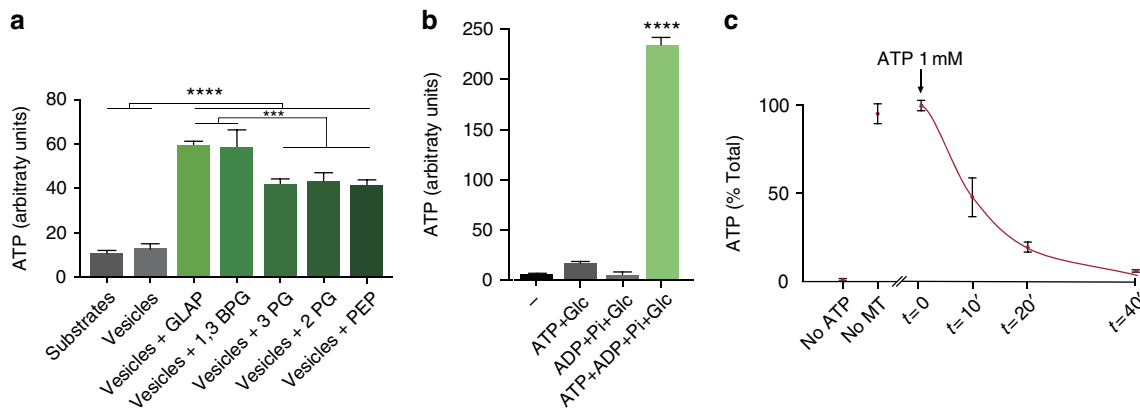 a
ATP (arbitraty units)
80
60
40
20
0
****
***
Substrates
Vesicles
Vesicles + GLAP
Vesicles + 1,3 BPG
Vesicles + 3 PG
Vesicles + 2 PG
Vesicles + PEP
b
ATP (arbitraty units)
250
200
150
100
50
0
****
–
ATP+Glc
ADP+Pi+Glc
ATP+ADP+Pi+Glc
c
ATP 1 mM
ATP (% Total)
100
50
0
No ATP
No MT
t=0
t=10′
t=20′
t=40′